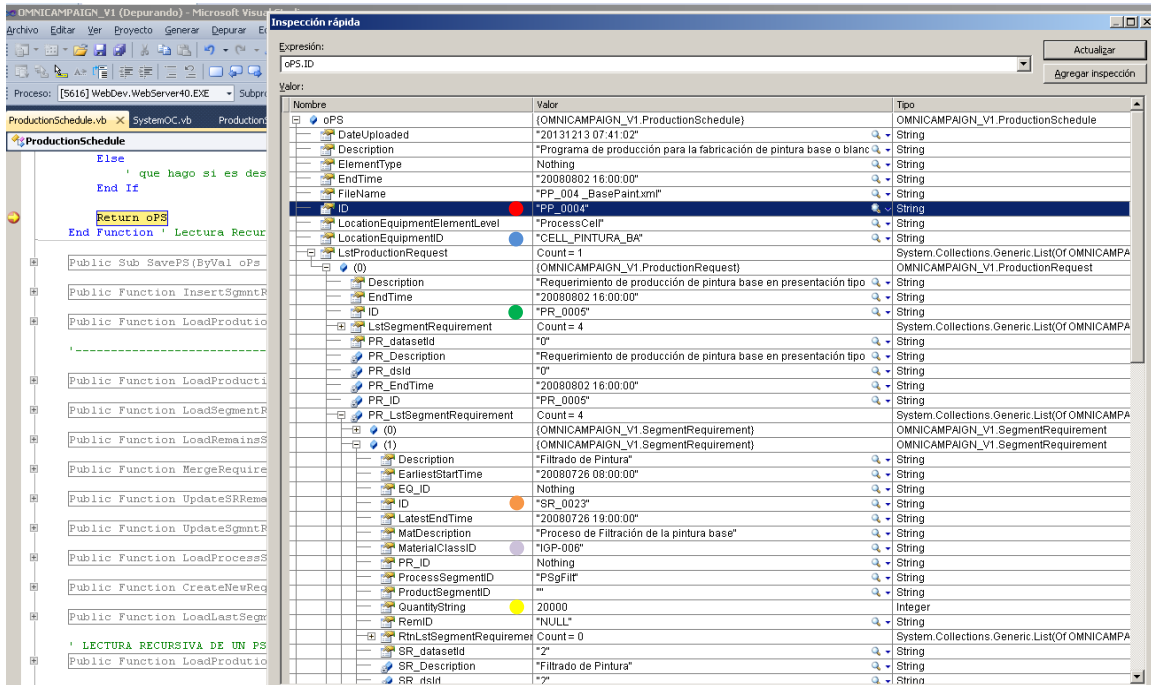 OMNICAMPAIGN_V1 (Depurando) - Microsoft Visua
Archivo Editar Ver Proyecto Generar Depurar
Proceso: [5616] WebDev.WebServer40.EXE Subpro
ProductionSchedule.vb X SystemOC.vb Production
ProductionSchedule
Else
' que hago si es des
End If
Return oPS
End Function ' Lectura Recur
Public Sub SavePS(ByVal oPs
Public Function InsertSgmntR
Public Function LoadProdutio
'----------------------------
Public Function LoadProducti
Public Function LoadSegmentR
Public Function LoadRemainsS
Public Function MergeRequire
Public Function UpdateSRRema
Public Function UpdateSgmntR
Public Function LoadProcessS
Public Function CreateNewReq
Public Function LoadLastSegm
' LECTURA RECURSIVA DE UN PS
Public Function LoadProdutio
Inspección rápida
Expresión:
oPS.ID
Actualizar
Agregar inspección
Valor:
Nombre Valor Tipo
oPS {OMNICAMPAIGN_V1.ProductionSchedule} OMNICAMPAIGN_V1.ProductionSchedule
DateUploaded "20131213 07:41:02" String
Description "Programa de producción para la fabricación de pintura base o blanc String
ElementType Nothing String
EndTime "20080802 16:00:00" String
FileName "PP_004 _BasePaint.xml" String
ID "PP_0004" String
LocationEquipmentElementLevel "ProcessCell" String
LocationEquipmentID "CELL_PINTURA_BA" String
LstProductionRequest Count = 1 System.Collections.Generic.List(Of OMNICAMPA
(0) {OMNICAMPAIGN_V1.ProductionRequest} OMNICAMPAIGN_V1.ProductionRequest
Description "Requerimiento de producción de pintura base en presentación tipo String
EndTime "20080802 16:00:00" String
ID "PR_0005" String
LstSegmentRequirement Count = 4 System.Collections.Generic.List(Of OMNICAMPA
PR_datasetId "0" String
PR_Description "Requerimiento de producción de pintura base en presentación tipo String
PR_dsId "0" String
PR_EndTime "20080802 16:00:00" String
PR_ID "PR_0005" String
PR_LstSegmentRequirement Count = 4 System.Collections.Generic.List(Of OMNICAMPA
(0) {OMNICAMPAIGN_V1.SegmentRequirement} OMNICAMPAIGN_V1.SegmentRequirement
(1) {OMNICAMPAIGN_V1.SegmentRequirement} OMNICAMPAIGN_V1.SegmentRequirement
Description "Filtrado de Pintura" String
EarliestStartTime "20080726 08:00:00" String
EQ_ID Nothing String
ID "SR_0023" String
LatestEndTime "20080726 19:00:00" String
MatDescription "Proceso de Filtración de la pintura base" String
MaterialClassID "IGP-006" String
PR_ID Nothing String
ProcessSegmentID "PSgFilt" String
ProductSegmentID "" String
QuantityString 20000 Integer
RemID "NULL" String
RtnLstSegmentRequiremer Count = 0 System.Collections.Generic.List(Of OMNICAMPA
SR_datasetId "2" String
SR_Description "Filtrado de Pintura" String
SR_dsId "2" String